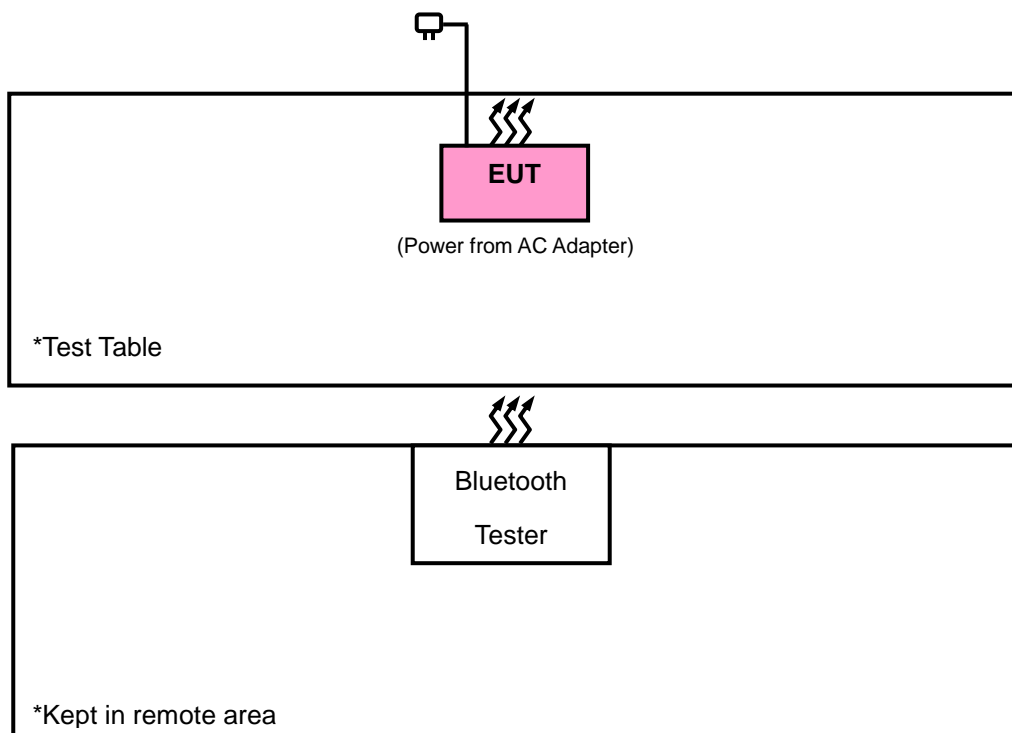 EUT
(Power from AC Adapter)
*Test Table
Bluetooth
Tester
*Kept in remote area